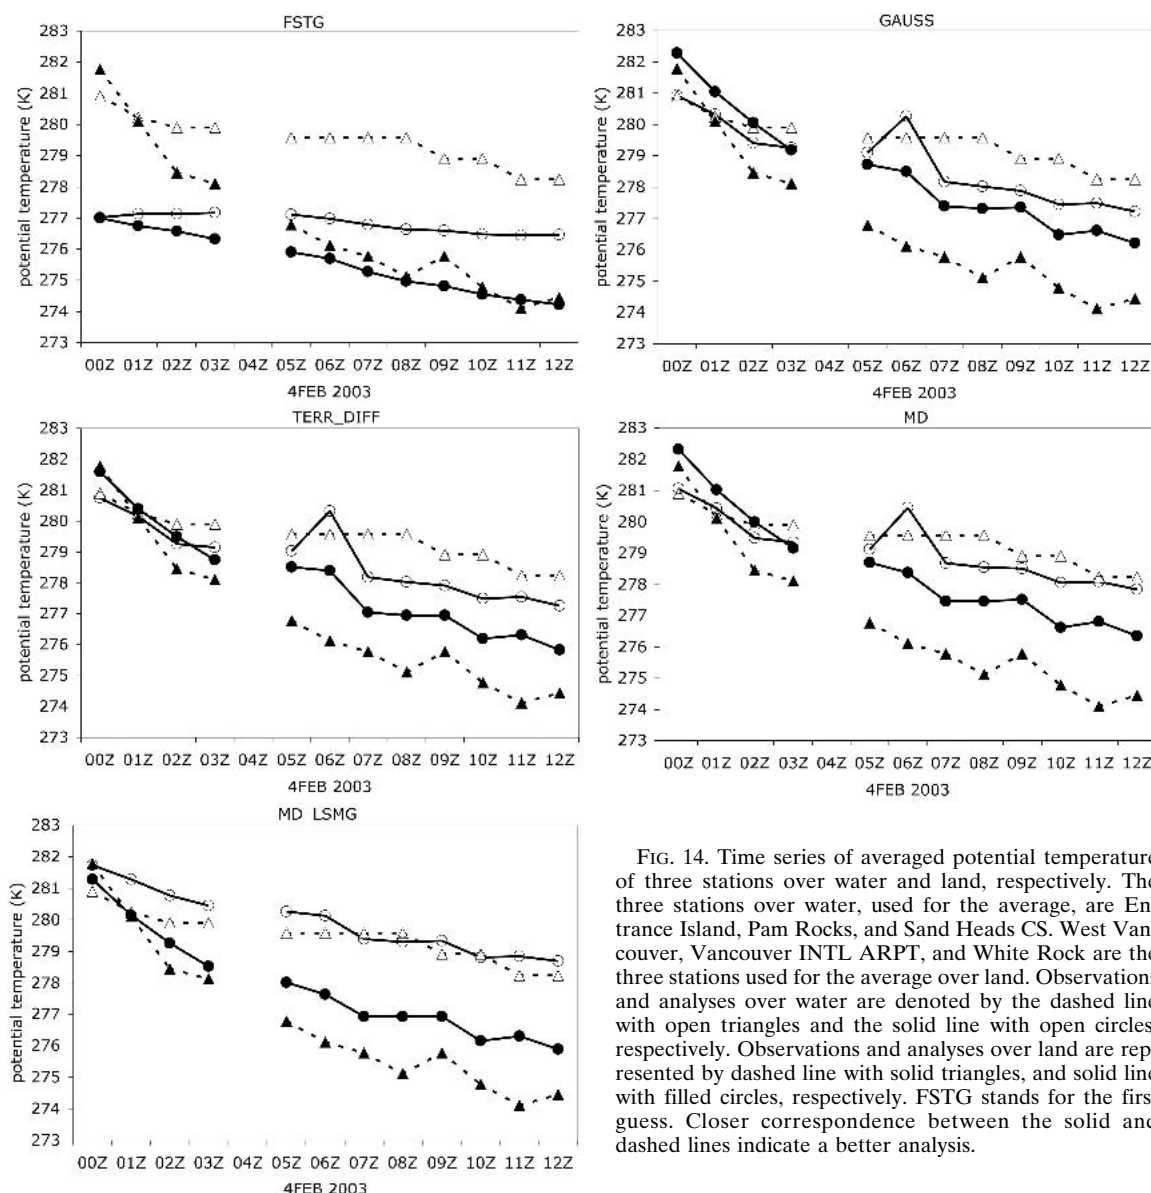 FSTG
potential temperature (K)
283
282
281
280
279
278
277
276
275
274
273
00Z 01Z 02Z 03Z 04Z 05Z 06Z 07Z 08Z 09Z 10Z 11Z 12Z
4FEB 2003
GAUSS
potential temperature (K)
283
282
281
280
279
278
277
276
275
274
273
00Z 01Z 02Z 03Z 04Z 05Z 06Z 07Z 08Z 09Z 10Z 11Z 12Z
4FEB 2003
TERR_DIFF
potential temperature (K)
283
282
281
280
279
278
277
276
275
274
273
00Z 01Z 02Z 03Z 04Z 05Z 06Z 07Z 08Z 09Z 10Z 11Z 12Z
4FEB 2003
MD
potential temperature (K)
283
282
281
280
279
278
277
276
275
274
273
00Z 01Z 02Z 03Z 04Z 05Z 06Z 07Z 08Z 09Z 10Z 11Z 12Z
4FEB 2003
MD LSMG
potential temperature (K)
283
282
281
280
279
278
277
276
275
274
273
00Z 01Z 02Z 03Z 04Z 05Z 06Z 07Z 08Z 09Z 10Z 11Z 12Z
4FEB 2003
FIG. 14. Time series of averaged potential temperature
of three stations over water and land, respectively. The
three stations over water, used for the average, are En
trance Island, Pam Rocks, and Sand Heads CS. West Van
couver, Vancouver INTL ARPT, and White Rock are the
three stations used for the average over land. Observations
and analyses over water are denoted by the dashed line
with open triangles and the solid line with open circles
respectively. Observations and analyses over land are rep
resented by dashed line with solid triangles, and solid line
with filled circles, respectively. FSTG stands for the firs
guess. Closer correspondence between the solid and
dashed lines indicate a better analysis.